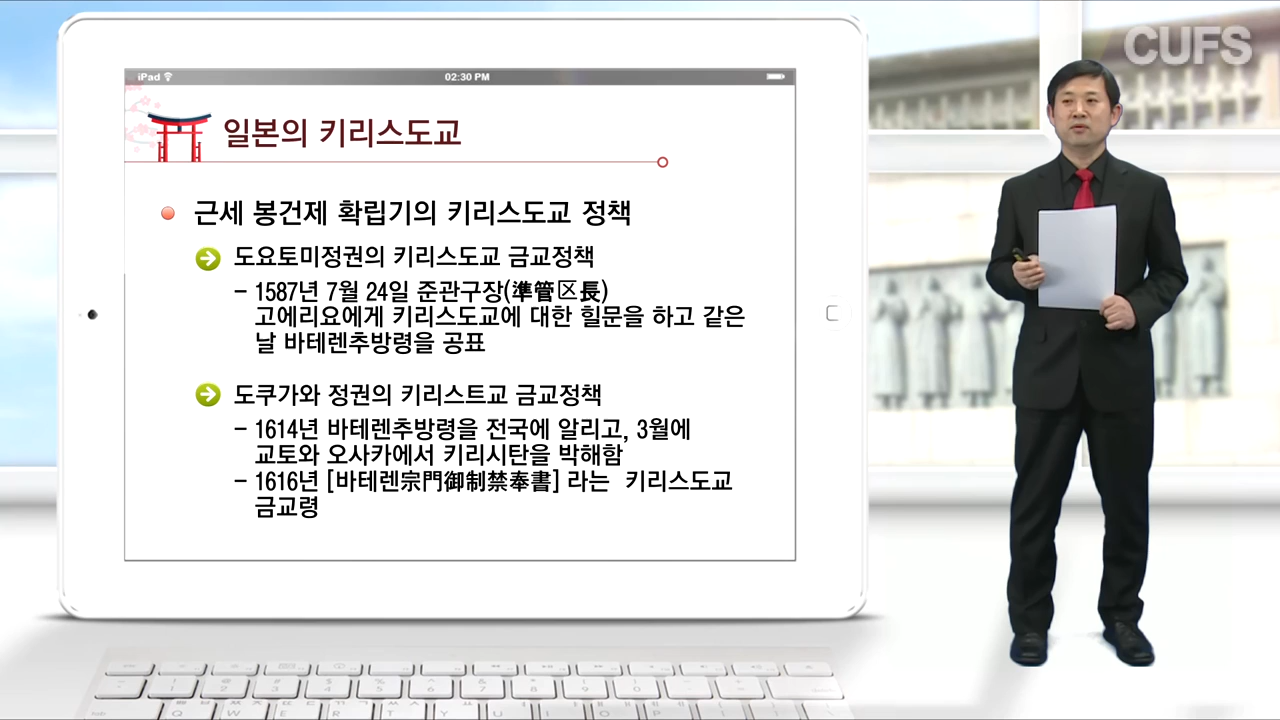 CUFS
iPad
02:30 PM
일본의 키리스도교
근세 봉건제 확립기의 키리스도교 정책
도요토미정권의 키리스도교 금교정책
– 1587년 7월 24일 준관구장(準管区長)
고에리요에게 키리스도교에 대한 힐문을 하고 같은
날 바테렌추방령을 공표
도쿠가와 정권의 키리스트교 금교정책
– 1614년 바테렌추방령을 전국에 알리고, 3월에
교토와 오사카에서 키리시탄을 박해함
– 1616년 [바테렌宗門御制禁奉書] 라는 키리스도교
금교령